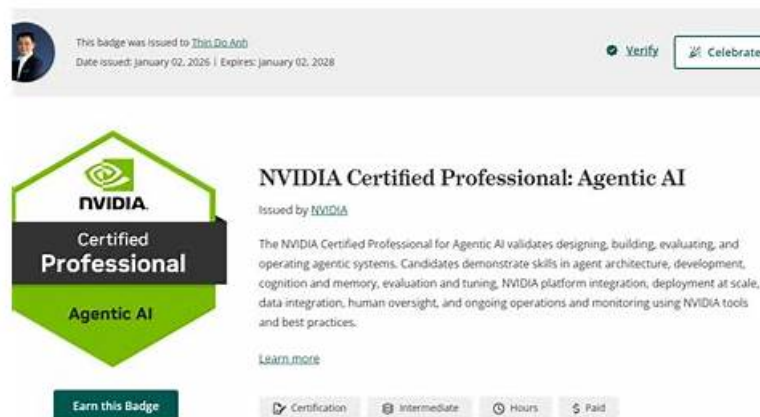 This badge was issued to Thin Do Anh
Date issued: January 02, 2026 | Expires: January 02, 2028
Verify
Celebrate
NVIDIA
Certified
Professional
Agentic AI
Earn this Badge
NVIDIA Certified Professional: Agentic AI
Issued by NVIDIA
The NVIDIA Certified Professional for Agentic AI validates designing, building, evaluating, and
operating agentic systems. Candidates demonstrate skills in agent architecture, development,
cognition and memory, evaluation and tuning, NVIDIA platform integration, deployment at scale,
data integration, human oversight, and ongoing operations and monitoring using NVIDIA tools
and best practices.
Learn more
Certification Intermediate Hours $ Paid